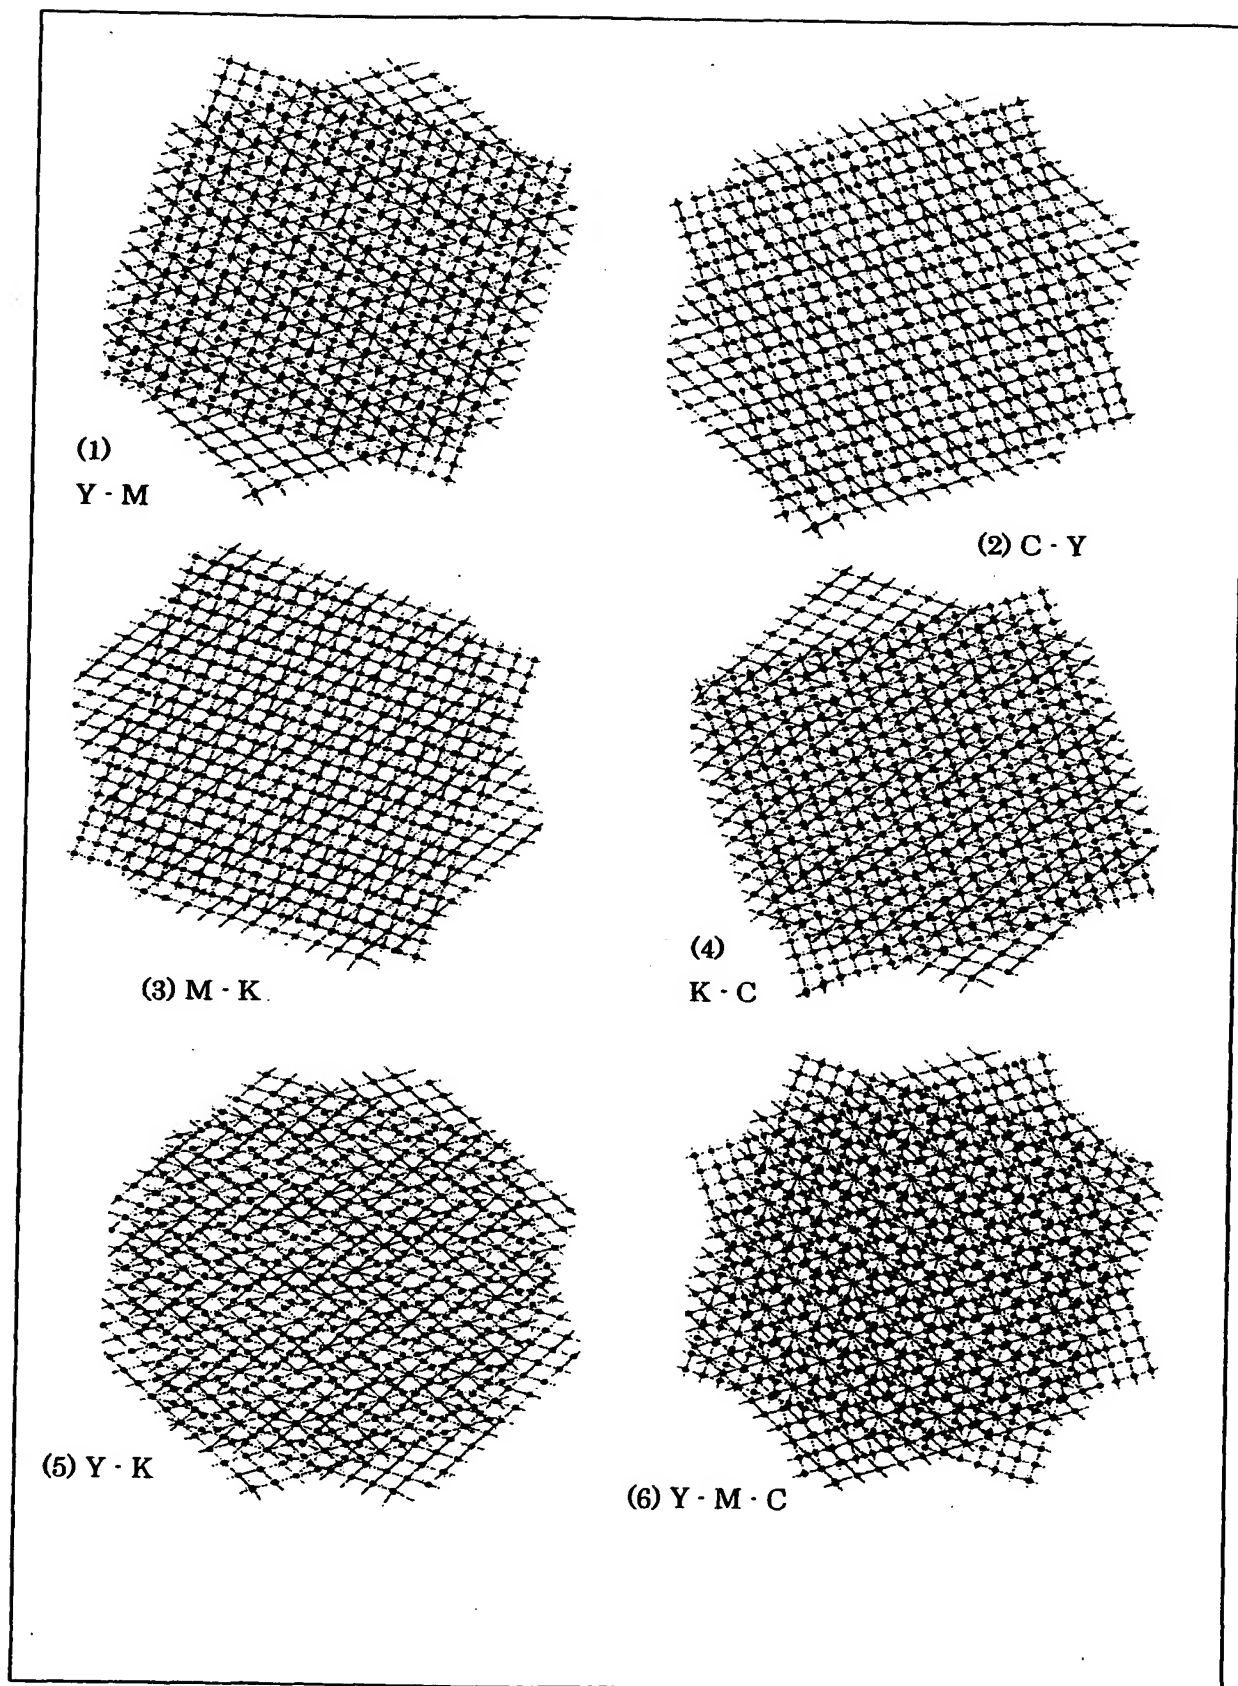 (1)
Y - M
(2) C - Y
(3) M - K
(4)
K - C
(5) Y - K
(6) Y - M - C